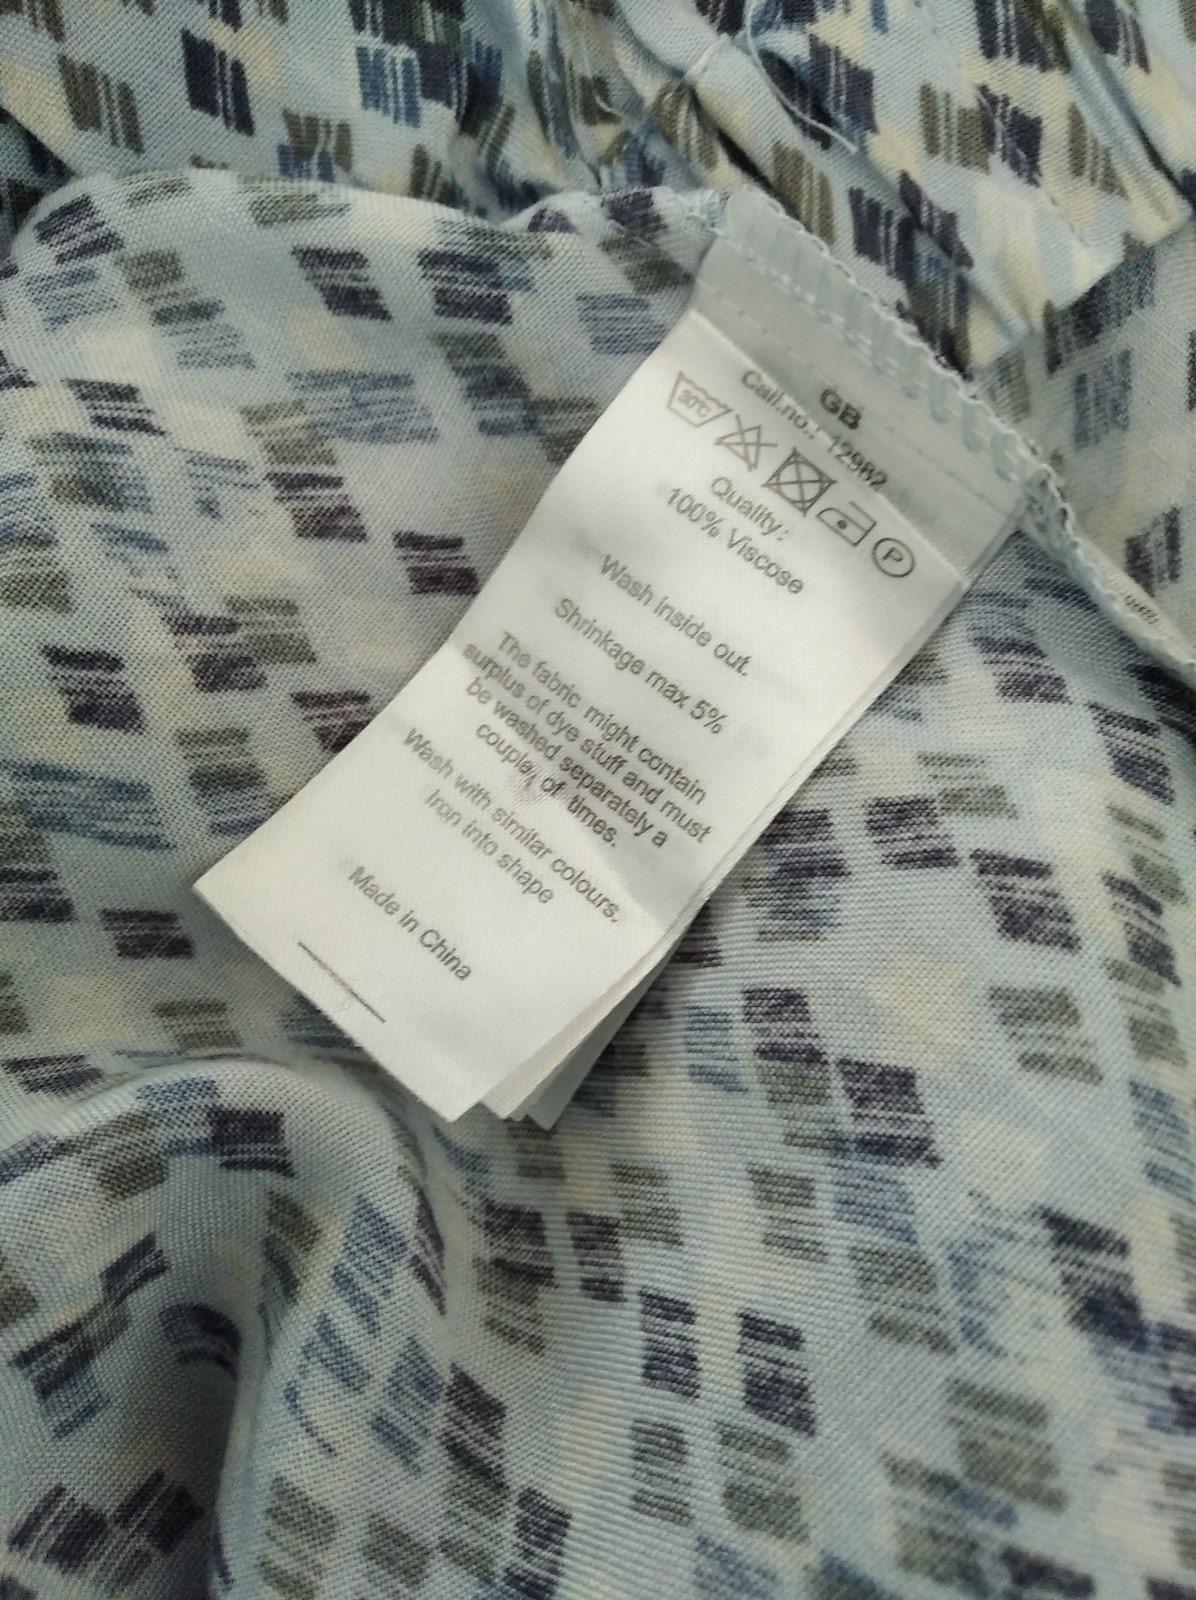 GB
Call.no.: 12982
30°C
P
Quality:
100% Viscose
Wash inside out.
Shrinkage max 5%
The fabric might contain
surplus of dye stuff and must
be washed separately a
couple of times.
Wash with similar colours.
Iron into shape
Made in China